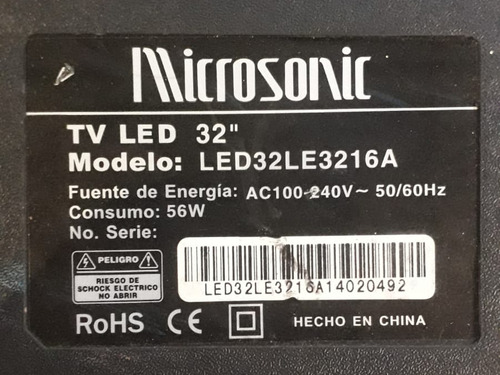 Microsonic
TV LED 32"
Modelo: LED32LE3216A
Fuente de Energía: AC100-240V~ 50/60Hz
Consumo: 56W
No. Serie:
LED32LE3216A14020492
PELIGRO
RIESGO DE
SCHOCK ELECTRICO
NO ABRIR
RoHS CE HECHO EN CHINA